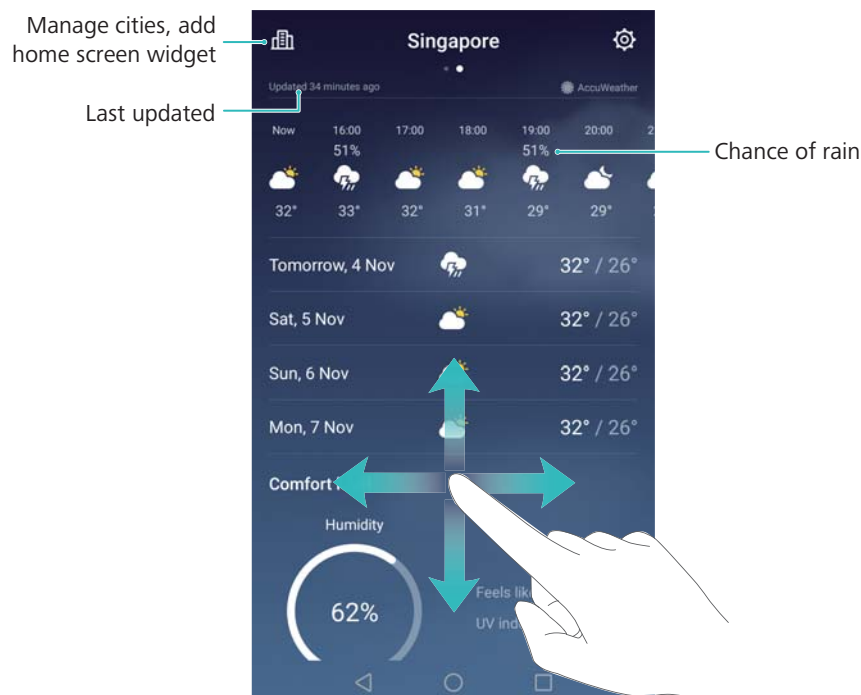 Manage cities, add
home screen widget
Singapore
Updated 34 minutes ago
AccuWeather
Last updated
Now 16:00 17:00 18:00 19:00 20:00 2
51% 51%
Chance of rain
32° 33° 32° 31° 29° 29°
Tomorrow, 4 Nov 32° / 26°
Sat, 5 Nov 32° / 26°
Sun, 6 Nov 32° / 26°
Mon, 7 Nov 32° / 26°
Comfort
Humidity
62%
Feels
UV